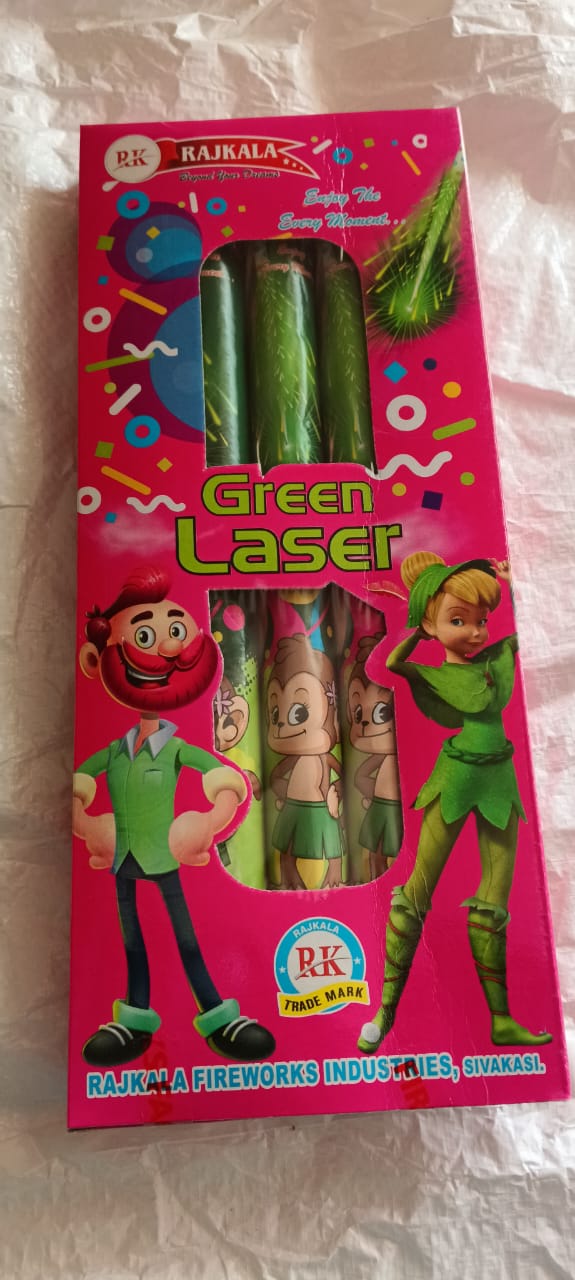 RK RAJKALA
Beyond Your Dreams
Enjoy The
Every Moment...
Green
Laser
RAJKALA
RK
TRADE MARK
RAJKALA FIREWORKS INDUSTRIES, SIVAKASI.